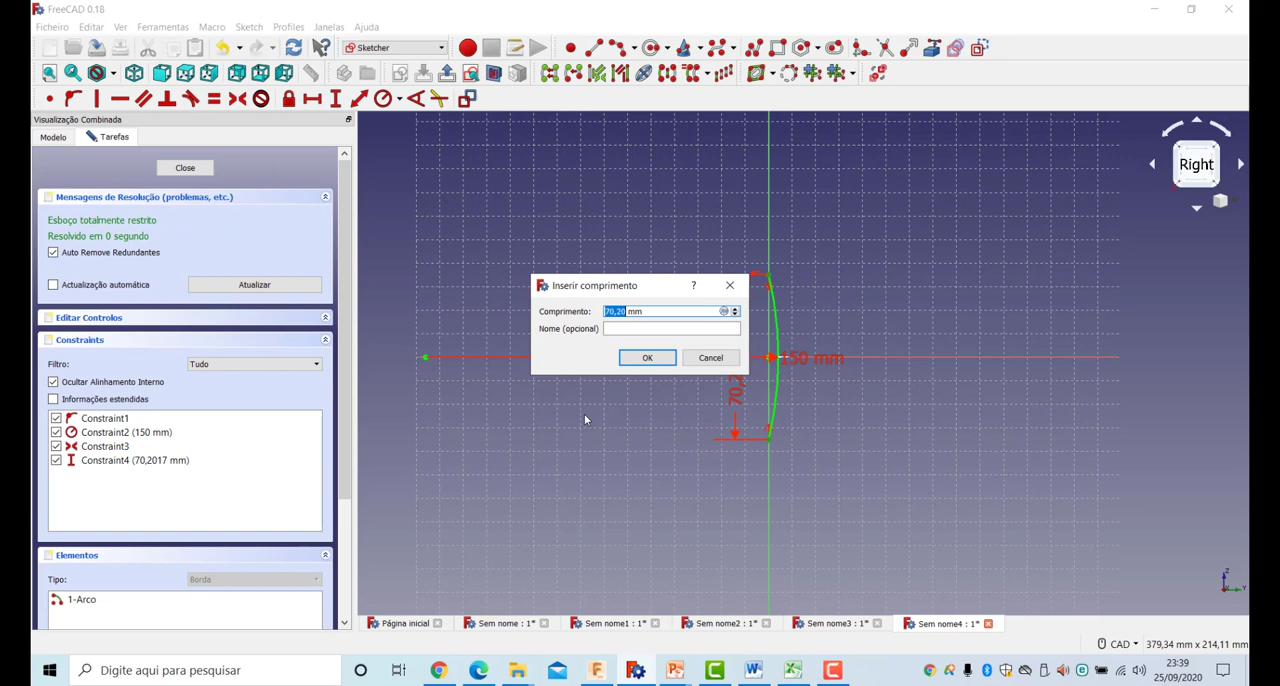 FreeCAD 0.18
Ficheiro Editar Ver Ferramentas Macro Sketch Profiles Janelas Ajuda
Sketcher
Visualização Combinada
Modelo Tarefas
Close
Mensagens de Resolução (problemas, etc.)
Esboço totalmente restrito
Resolvido em 0 segundo
Auto Remove Redundantes
Actualização automática Atualizar
Editar Controlos
Constraints
Filtro: Tudo
Ocultar Alinhamento Interno
Informações estendidas
Constraint1
Constraint2 (150 mm)
Constraint3
Constraint4 (70,2017 mm)
Elementos
Tipo: Borda
1-Arco
Right
Inserir comprimento ?
Comprimento: 70,20 mm
Nome (opcional)
OK Cancel
150 mm
70,2
Z
Y
Página inicial Sem nome : 1* Sem nome1 : 1* Sem nome2 : 1* Sem nome3 : 1* Sem nome4 : 1*
CAD 379,34 mm x 214,11 mm
Digite aqui para pesquisar
23:39
25/09/2020